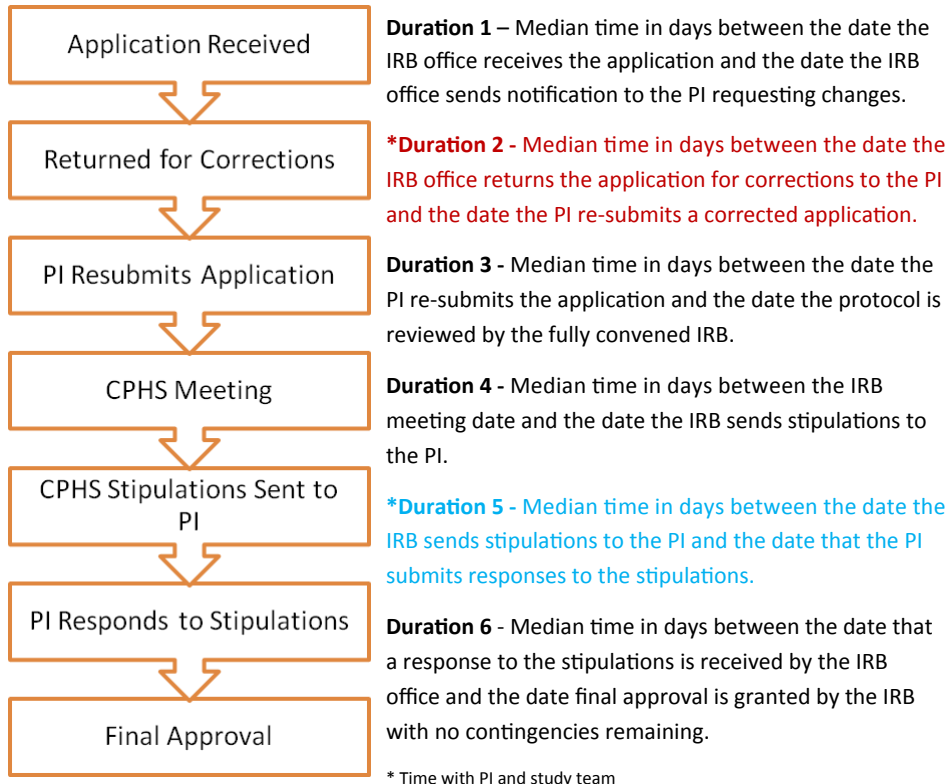 Application Received
Returned for Corrections
PI Resubmits Application
CPHS Meeting
CPHS Stipulations Sent to
PI
PI Responds to Stipulations
Final Approval
Duration 1 – Median time in days between the date the
IRB office receives the application and the date the IRB
office sends notification to the PI requesting changes.
*Duration 2 - Median time in days between the date the
IRB office returns the application for corrections to the PI
and the date the PI re-submits a corrected application.
Duration 3 - Median time in days between the date the
PI re-submits the application and the date the protocol is
reviewed by the fully convened IRB.
Duration 4 - Median time in days between the IRB
meeting date and the date the IRB sends stipulations to
the PI.
*Duration 5 - Median time in days between the date the
IRB sends stipulations to the PI and the date that the PI
submits responses to the stipulations.
Duration 6 - Median time in days between the date that
a response to the stipulations is received by the IRB
office and the date final approval is granted by the IRB
with no contingencies remaining.
* Time with PI and study team